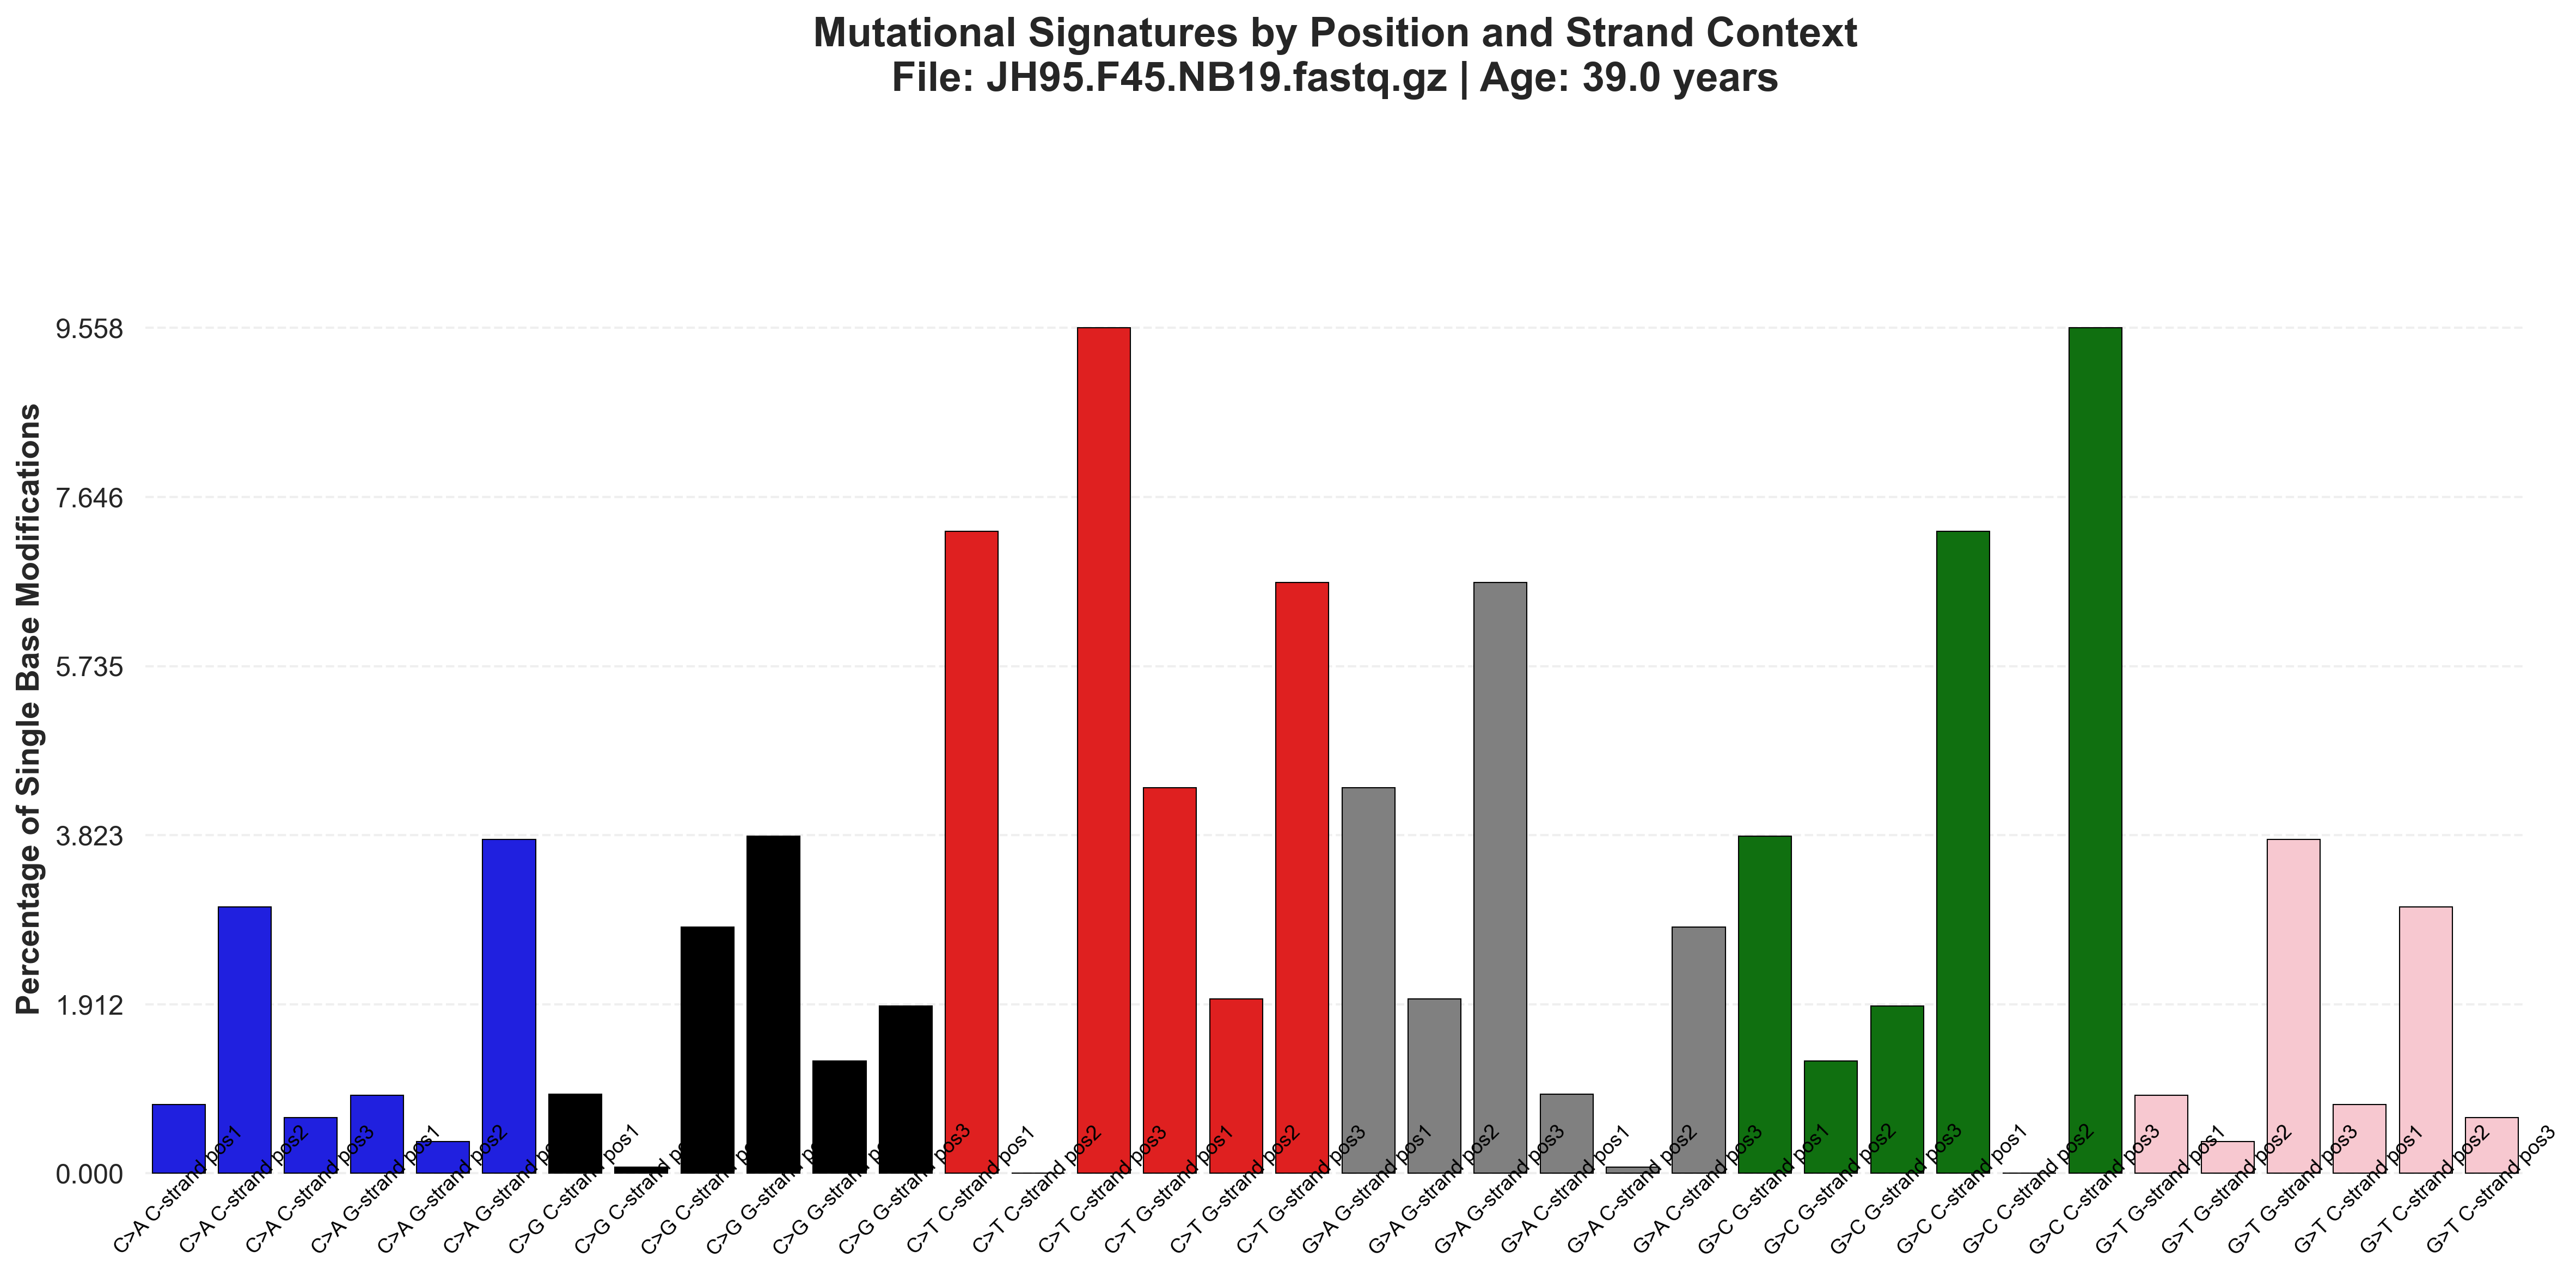 Mutational Signatures by Position and Strand Context
File: JH95.F45.NB19.fastq.gz | Age: 39.0 years
Percentage of Single Base Modifications
9.558
7.646
5.735
3.823
1.912
0.000
C>A C-strand pos1
C>A C-strand pos2
C>A C-strand pos3
C>A G-strand pos1
C>A G-strand pos2
C>A G-strand
C>G C-strand pos1
C>G C-strand
C>G C-strand
C>G G-strand
C>G G-strand
C>G G-strand pos3
C>T C-strand pos1
C>T C-strand pos2
C>T C-strand pos3
C>T G-strand pos1
C>T G-strand pos2
C>T G-strand pos3
G>A G-strand pos1
G>A G-strand pos2
G>A G-strand pos3
G>A C-strand pos1
G>A C-strand pos2
G>A C-strand pos3
G>C G-strand pos1
G>C G-strand pos2
G>C G-strand pos3
G>C C-strand pos1
G>C C-strand pos2
G>C C-strand pos3
G>T G-strand pos1
G>T G-strand pos2
G>T G-strand pos3
G>T C-strand pos1
G>T C-strand pos2
G>T C-strand pos3